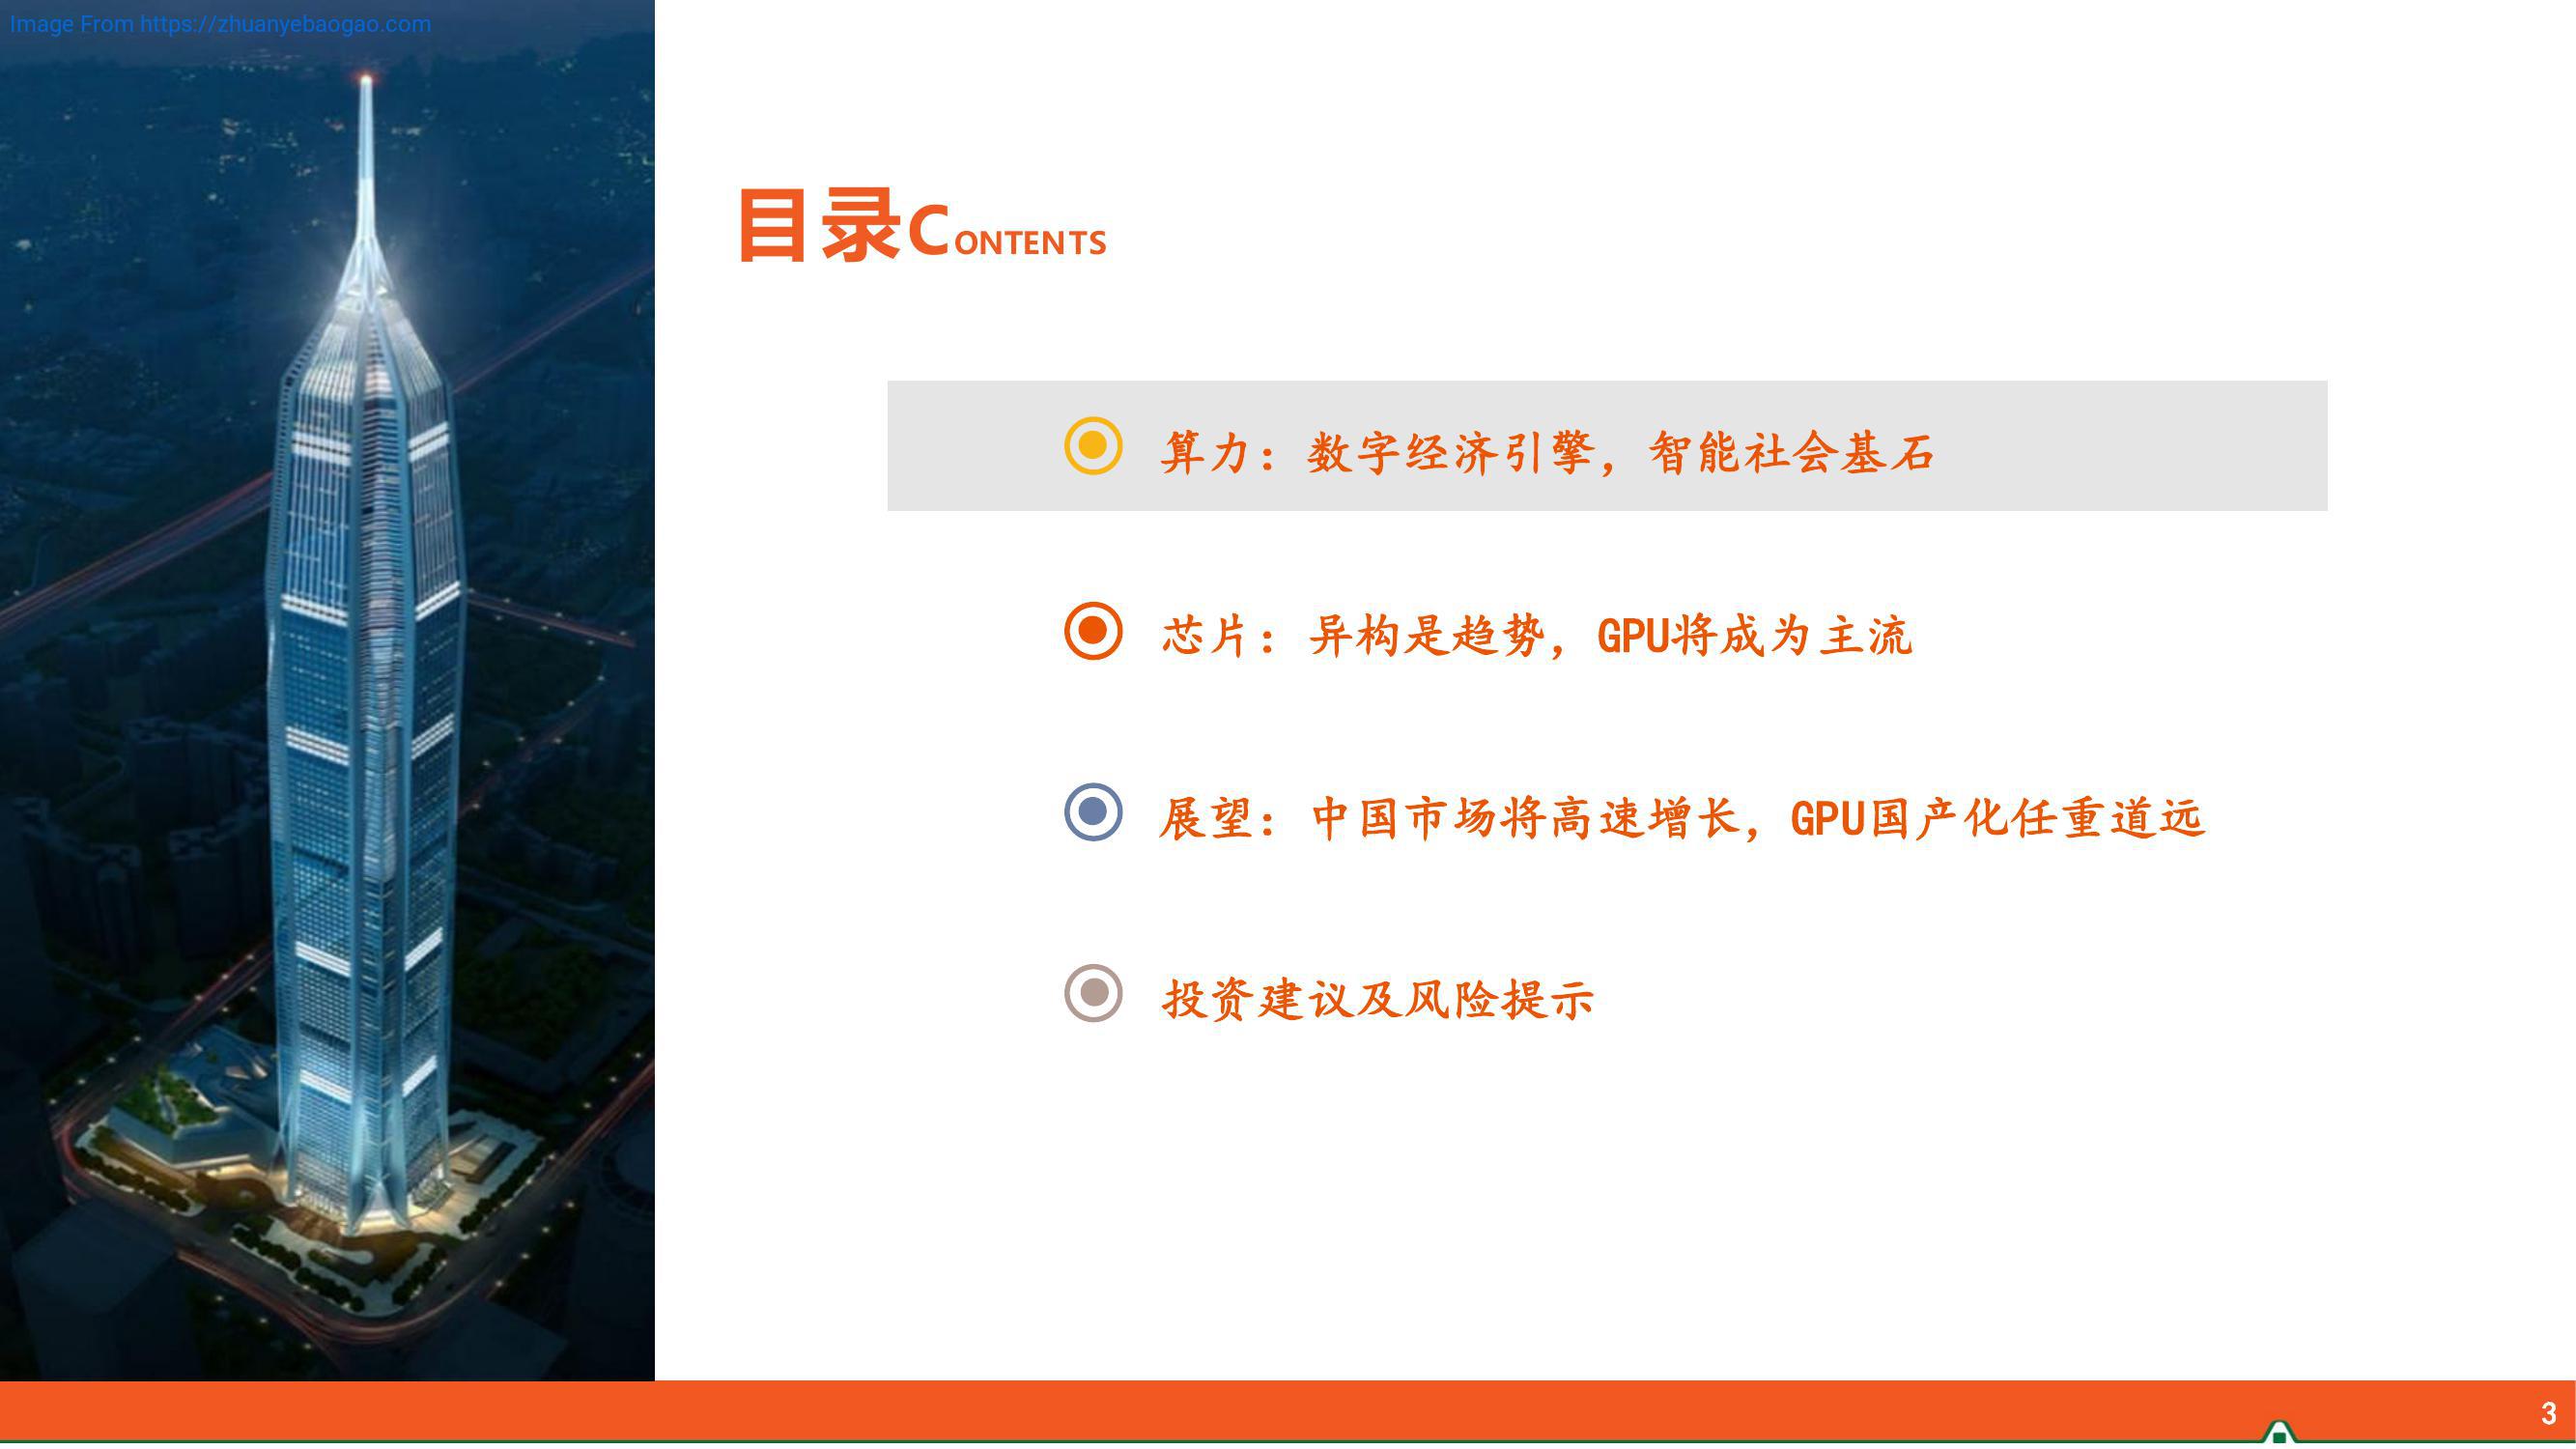 Image From https://zhuanyebaogao.com
目录CONTENTS
算力：数字经济引擎，智能社会基石
芯片：异构是趋势，GPU将成为主流
展望：中国市场将高速增长，GPU国产化任重道远
投资建议及风险提示
3